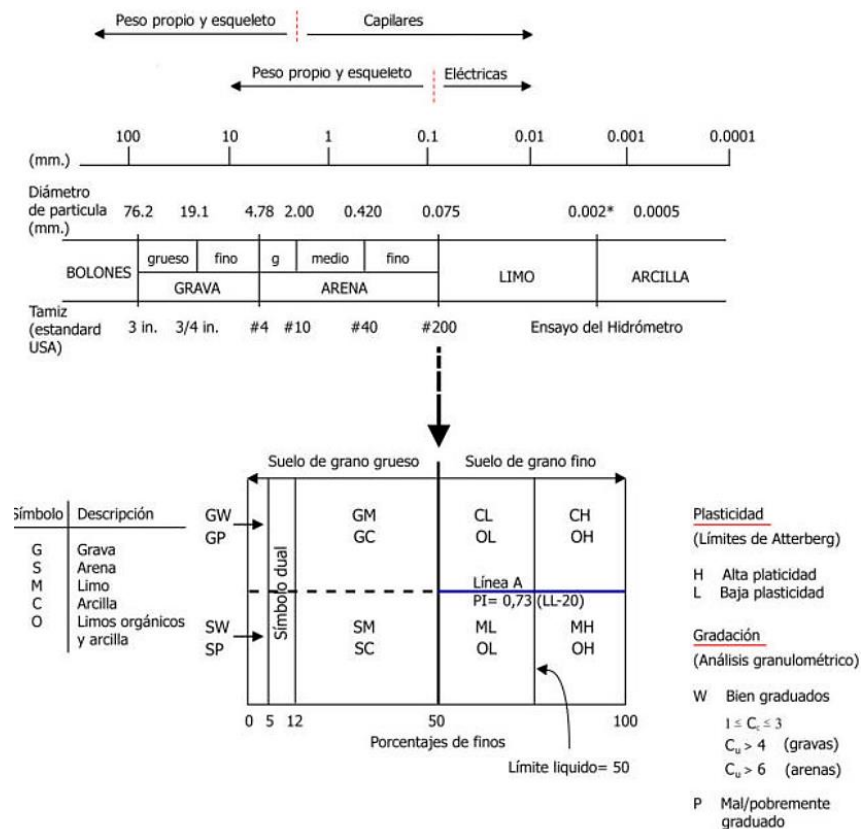 Peso propio y esqueleto Capilares
Peso propio y esqueleto Eléctricas
100 10 1 0.1 0.01 0.001 0.0001
(mm.)
Diámetro
de particula
(mm.)
76.2 19.1 4.78 2.00 0.420 0.075 0.002* 0.0005
BOLONES
grueso fino g medio fino
GRAVA ARENA
LIMO ARCILLA
Tamiz
(estandard
USA)
3 in. 3/4 in. #4 #10 #40 #200 Ensayo del Hidrómetro
Suelo de grano grueso Suelo de grano fino
Símbolo Descripción
G Grava
S Arena
M Limo
C Arcilla
O Limos orgánicos
y arcilla
GW
GP
SW
SP
Símbolo dual
GM
GC
SM
SC
CL
OL
CH
OH
Línea A
PI= 0,73 (LL-20)
ML
OL
MH
OH
0 5 12 50 100
Porcentajes de finos
Límite liquido= 50
Plasticidad
(Límites de Atterberg)
H Alta platicidad
L Baja plasticidad
Gradación
(Análisis granulométrico)
W Bien graduados
1 ≤ Cc ≤ 3
Cu > 4 (gravas)
Cu > 6 (arenas)
P Mal/pobremente
graduado